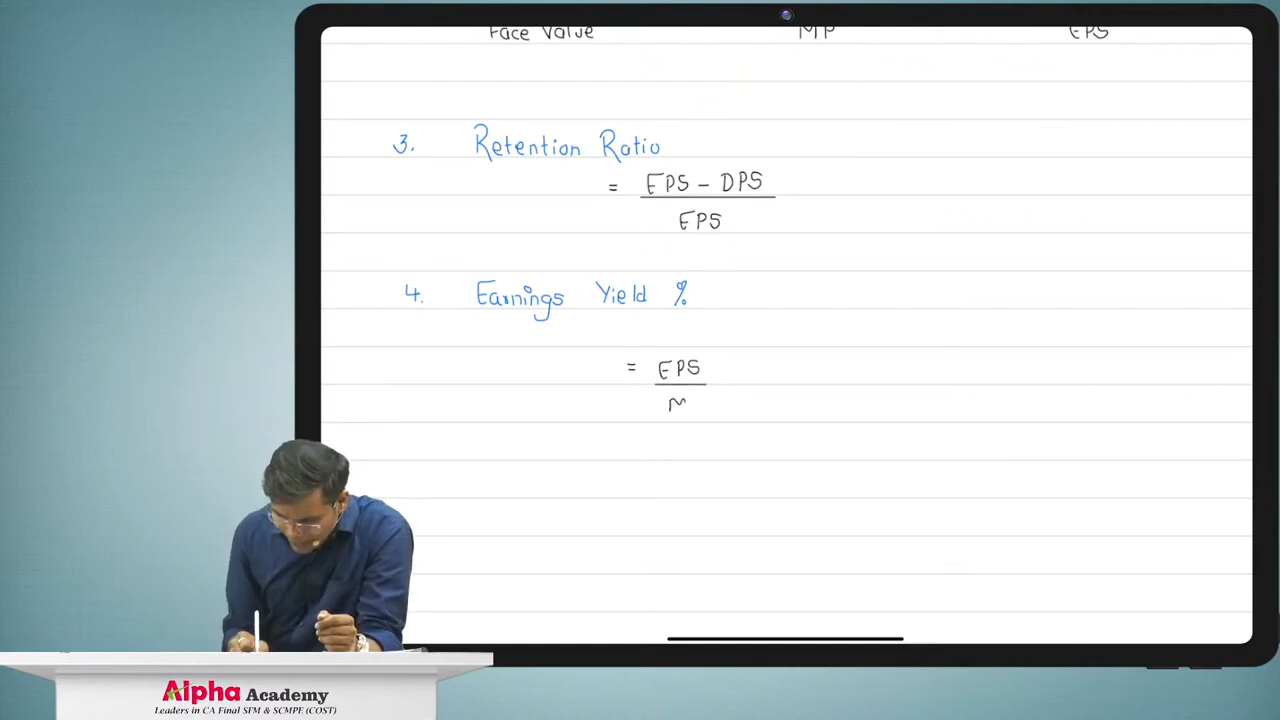 Face Value MP EPS
3. Retention Ratio
= EPS - DPS
EPS
4. Earnings Yield %
= EPS
M
Alpha Academy
Leaders in CA Final SFM & SCMPE (COST)